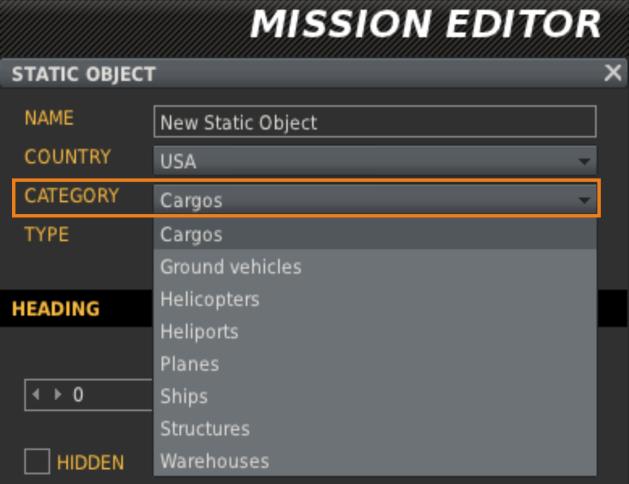 MISSION EDITOR
STATIC OBJECT
NAME New Static Object
COUNTRY USA
CATEGORY Cargos
TYPE Cargos
Ground vehicles
HEADING Helicopters
Heliports
Planes
0 Ships
Structures
HIDDEN Warehouses